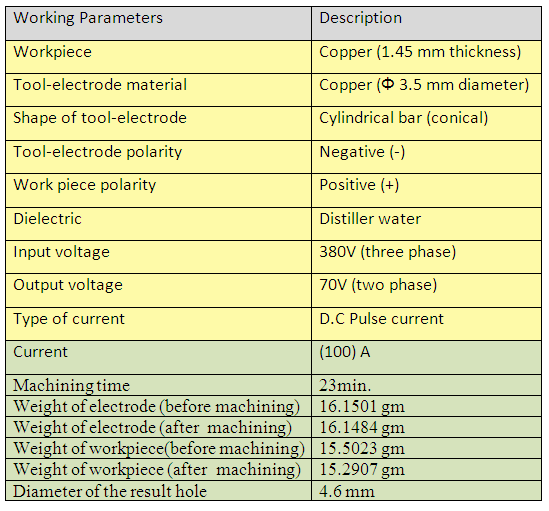 Working Parameters Description
Workpiece Copper (1.45 mm thickness)
Tool-electrode material Copper (Φ 3.5 mm diameter)
Shape of tool-electrode Cylindrical bar (conical)
Tool-electrode polarity Negative (-)
Work piece polarity Positive (+)
Dielectric Distiller water
Input voltage 380V (three phase)
Output voltage 70V (two phase)
Type of current D.C Pulse current
Current (100) A
Machining time 23min.
Weight of electrode (before machining) 16.1501 gm
Weight of electrode (after machining) 16.1484 gm
Weight of workpiece(before machining) 15.5023 gm
Weight of workpiece (after machining) 15.2907 gm
Diameter of the result hole 4.6 mm